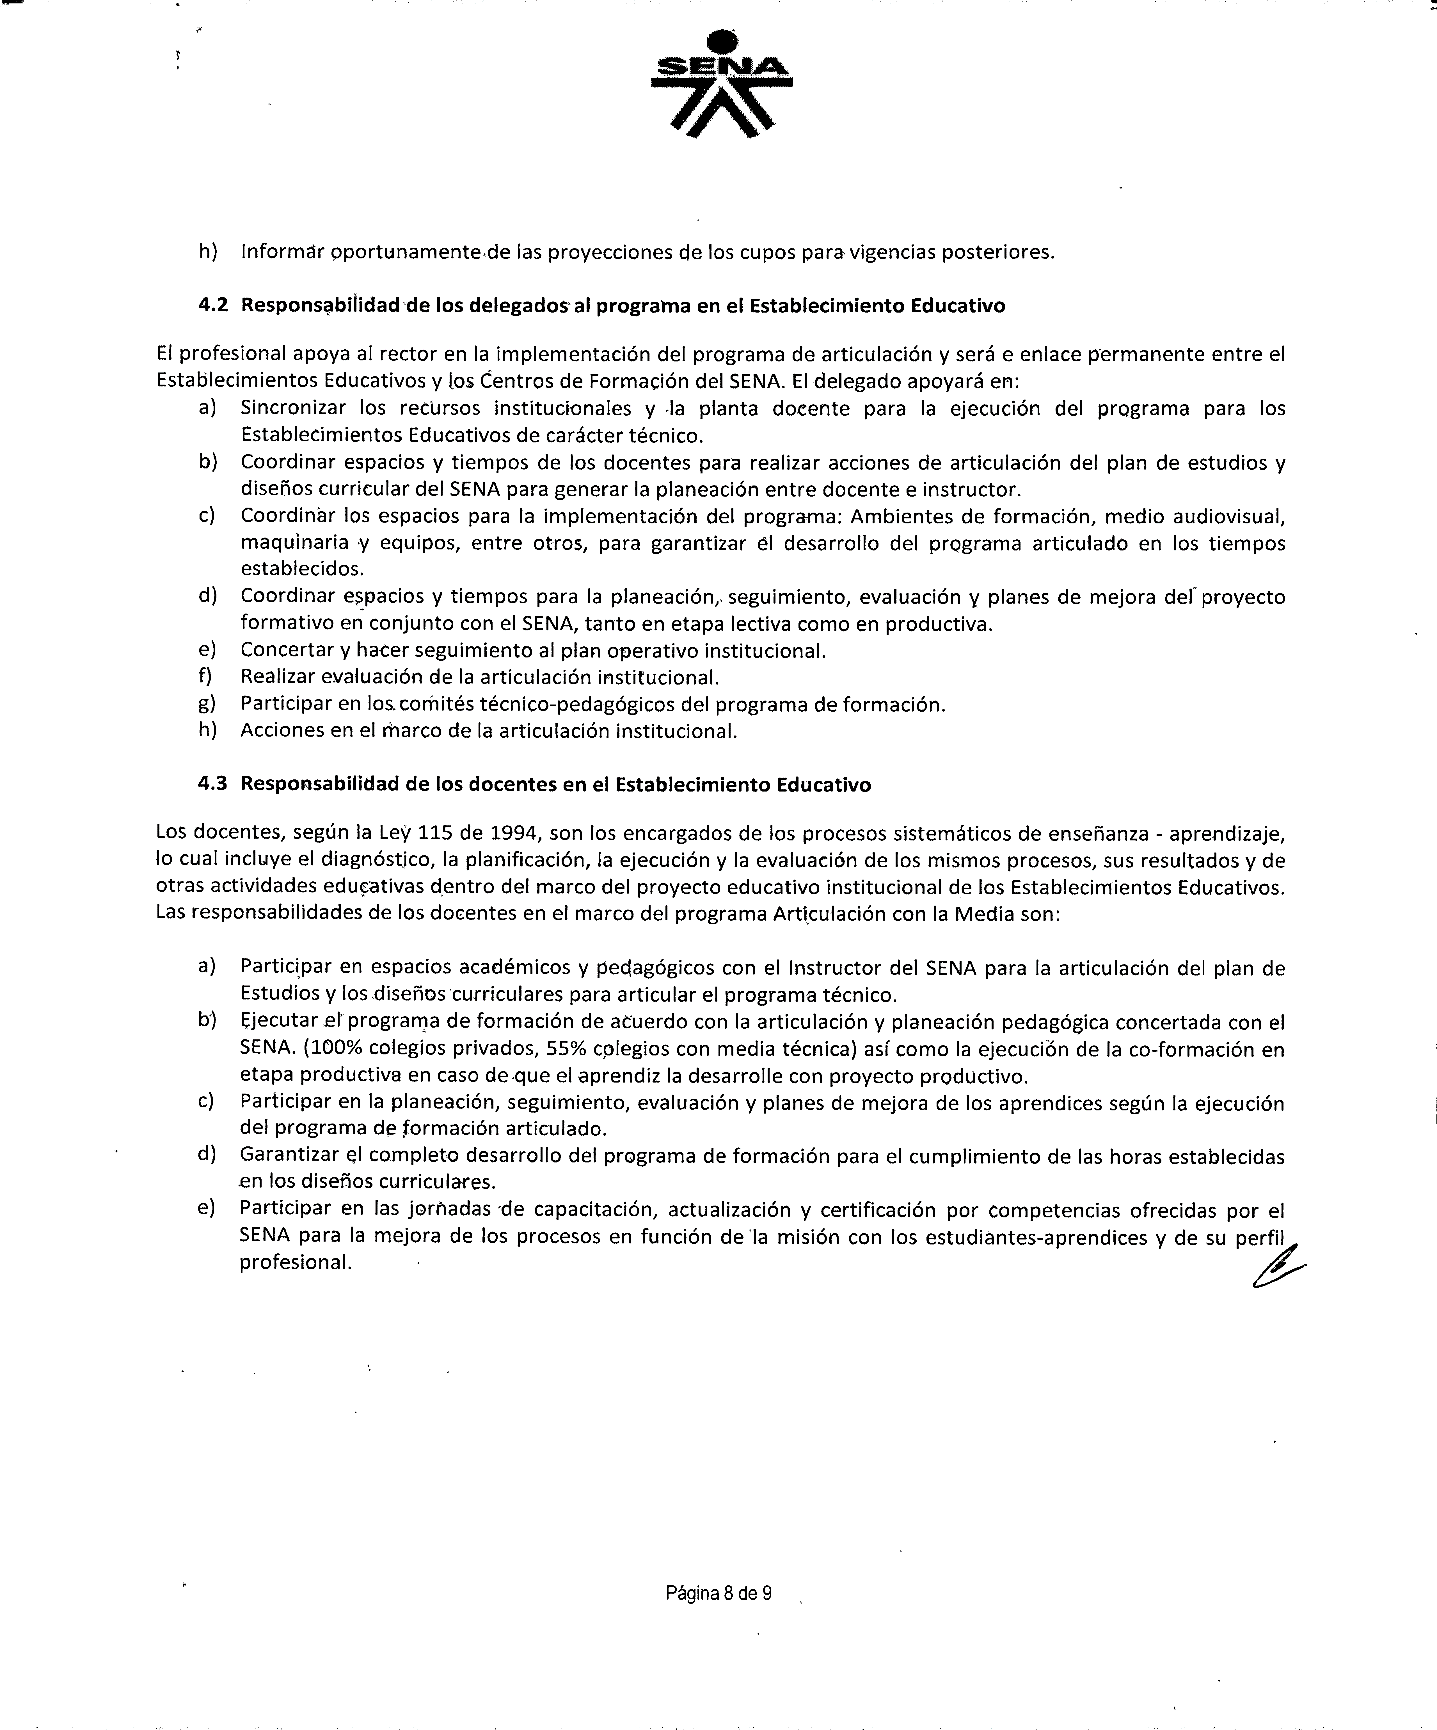 SENA
h) Informar oportunamente de las proyecciones de los cupos para vigencias posteriores.
4.2 Responsabilidad de los delegados al programa en el Establecimiento Educativo
El profesional apoya al rector en la implementación del programa de articulación y será e enlace permanente entre el
Establecimientos Educativos y los Centros de Formación del SENA. El delegado apoyará en:
a) Sincronizar los recursos institucionales y la planta docente para la ejecución del programa para los
Establecimientos Educativos de carácter técnico.
b) Coordinar espacios y tiempos de los docentes para realizar acciones de articulación del plan de estudios y
diseños curricular del SENA para generar la planeación entre docente e instructor.
c) Coordinar los espacios para la implementación del programa: Ambientes de formación, medio audiovisual,
maquinaria y equipos, entre otros, para garantizar el desarrollo del programa articulado en los tiempos
establecidos.
d) Coordinar espacios y tiempos para la planeación, seguimiento, evaluación y planes de mejora del proyecto
formativo en conjunto con el SENA, tanto en etapa lectiva como en productiva.
e) Concertar y hacer seguimiento al plan operativo institucional.
f) Realizar evaluación de la articulación institucional.
g) Participar en los comités técnico-pedagógicos del programa de formación.
h) Acciones en el marco de la articulación institucional.
4.3 Responsabilidad de los docentes en el Establecimiento Educativo
Los docentes, según la Ley 115 de 1994, son los encargados de los procesos sistemáticos de enseñanza - aprendizaje,
lo cual incluye el diagnóstico, la planificación, la ejecución y la evaluación de los mismos procesos, sus resultados y de
otras actividades educativas dentro del marco del proyecto educativo institucional de los Establecimientos Educativos.
Las responsabilidades de los docentes en el marco del programa Articulación con la Media son:
a) Participar en espacios académicos y pedagógicos con el Instructor del SENA para la articulación del plan de
Estudios y los diseños curriculares para articular el programa técnico.
b) Ejecutar el programa de formación de acuerdo con la articulación y planeación pedagógica concertada con el
SENA. (100% colegios privados, 55% colegios con media técnica) así como la ejecución de la co-formación en
etapa productiva en caso de que el aprendiz la desarrolle con proyecto productivo.
c) Participar en la planeación, seguimiento, evaluación y planes de mejora de los aprendices según la ejecución
del programa de formación articulado.
d) Garantizar el completo desarrollo del programa de formación para el cumplimiento de las horas establecidas
en los diseños curriculares.
e) Participar en las jornadas de capacitación, actualización y certificación por competencias ofrecidas por el
SENA para la mejora de los procesos en función de la misión con los estudiantes-aprendices y de su perfil
profesional.
Página 8 de 9